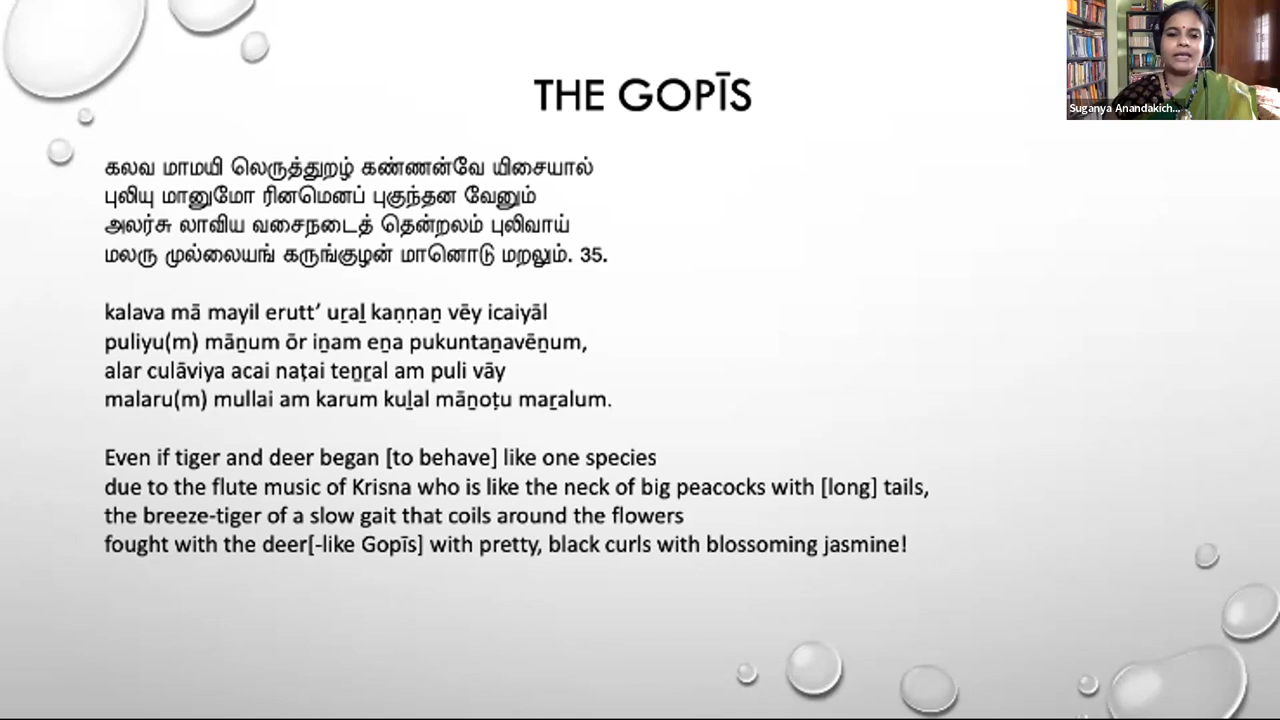 THE GOPĪS
கலவ மாமயி லெருத்துறழ் கண்ணன்வே யிசையால்
புலியு மானுமோ ரினமெனப் புகுந்தன வேனும்
அலர்சு லாவிய வசைநடைத் தென்றலம் புலிவாய்
மலரு முல்லையங் கருங்குழன் மானொடு மறலும். 35.
kalava mā mayil erutt’ uṟaḻ kaṇṇaṉ vēy icaiyāl
puliyu(m) māṉum ōr iṉam eṉa pukuntaṉavēṉum,
alar culāviya acai naṭai teṉṟal am puli vāy
malaru(m) mullai am karum kuḻal māṉoṭu maṟalum.
Even if tiger and deer began [to behave] like one species
due to the flute music of Krisna who is like the neck of big peacocks with [long] tails,
the breeze-tiger of a slow gait that coils around the flowers
fought with the deer[-like Gopīs] with pretty, black curls with blossoming jasmine!
Suganya Anandakich...